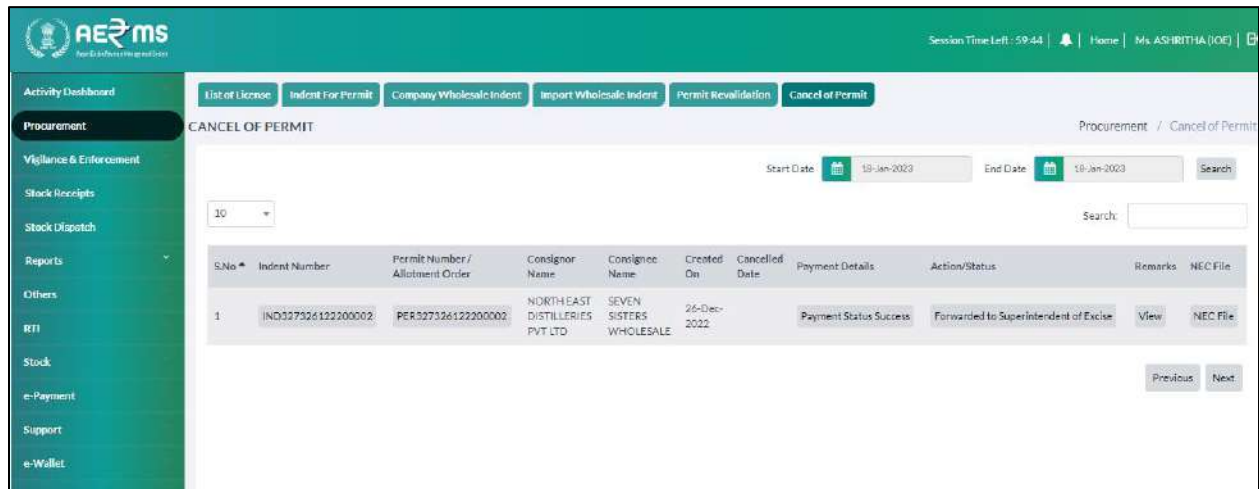 AERMS
Session Time Left : 59:44 | Home | Ms. ASHRITHA (IOE)
Activity Dashboard
Procurement
Vigilance & Enforcement
Stock Receipts
Stock Dispatch
Reports
Others
RTI
Stock
e-Payment
Support
e-Wallet
List of License
Indent For Permit
Company Wholesale Indent
Import Wholesale Indent
Permit Revalidation
Cancel of Permit
CANCEL OF PERMIT
Procurement / Cancel of Permit
Start Date
18-Jan-2023
End Date
18-Jan-2023
Search
10
Search:
S.No
Indent Number
Permit Number /
Allotment Order
Consignor
Name
Consignee
Name
Created
On
Cancelled
Date
Payment Details
Action/Status
Remarks
NEC File
1
IND327326122200002
PER327326122200002
NORTH EAST
DISTILLERIES
PVT LTD
SEVEN
SISTERS
WHOLESALE
26-Dec-
2022
Payment Status Success
Forwarded to Superintendent of Excise
View
NEC File
Previous
Next